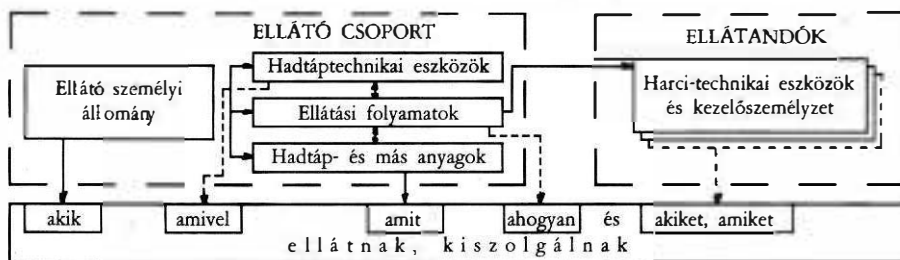 ELLÁTÓ CSOPORT
ELLÁTANDÓK
Ellátó személyi
állomány
Hadtáptechnikai eszközök
Ellátási folyamatok
Hadtáp- és más anyagok
Harci-technikai eszközök
és kezelőszemélyzet
akik amivel amit ahogyan és akiket, amiket
ellátnak, kiszolgálnak